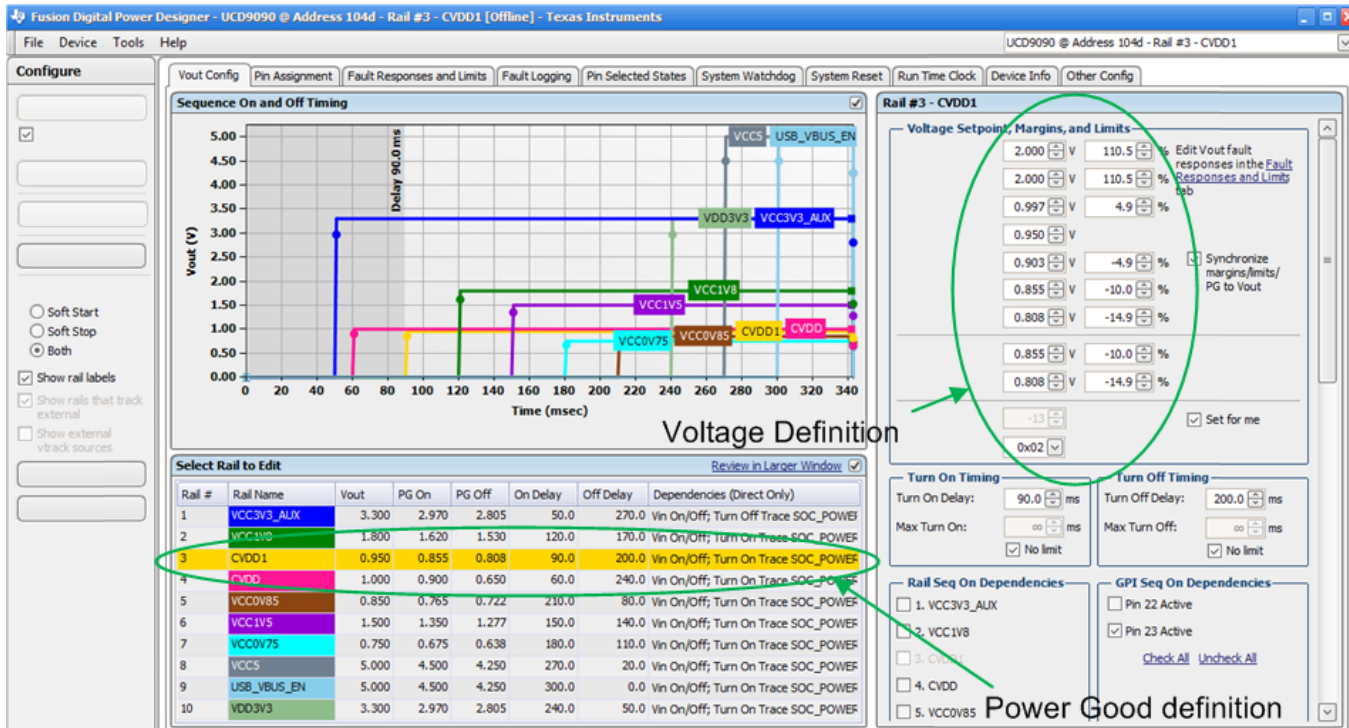 Fusion Digital Power Designer - UCD9090 @ Address 104d - Rail #3 - CVDD1 [Offline] - Texas Instruments
File Device Tools Help
UCD9090 @ Address 104d - Rail #3 - CVDD1
Configure
Vout Config Pin Assignment Fault Responses and Limits Fault Logging Pin Selected States System Watchdog System Reset Run Time Clock Device Info Other Config
Sequence On and Off Timing
Rail #3 - CVDD1
Soft Start
Soft Stop
Both
Show rail labels
Show rails that track
external
Show external
vtrack sources
Vout (V)
5.00
4.50
4.00
3.50
3.00
2.50
2.00
1.50
1.00
0.50
0.00
Delay 90.0 ms
VCC5 USB_VBUS_EN
VDD3V3 VCC3V3_AUX
VCC1V8
VCC1V5
VCC0V75 VCC0V85 CVDD1 CVDD
0 20 40 60 80 100 120 140 160 180 200 220 240 260 280 300 320 340
Time (msec)
Voltage Setpoint, Margins, and Limits
2.000 V 110.5 %
2.000 V 110.5 %
0.997 V 4.9 %
0.950 V
0.903 V -4.9 %
0.855 V -10.0 %
0.808 V -14.9 %
Edit Vout fault
responses in the Fault
Responses and Limits
tab
Synchronize
margins/limits/
PG to Vout
0.855 V -10.0 %
0.808 V -14.9 %
-13
Set for me
0x02
Voltage Definition
Select Rail to Edit
Review in Larger Window
Rail # Rail Name Vout PG On PG Off On Delay Off Delay Dependencies (Direct Only)
1 VCC3V3_AUX 3.300 2.970 2.805 50.0 270.0 Vin On/Off; Turn Off Trace SOC_POWER
2 VCC1V8 1.800 1.620 1.530 120.0 170.0 Vin On/Off; Turn On Trace SOC_POWER
3 CVDD1 0.950 0.855 0.808 90.0 200.0 Vin On/Off; Turn On Trace SOC_POWER
4 CVDD 1.000 0.900 0.650 60.0 240.0 Vin On/Off; Turn On Trace SOC_POWER
5 VCC0V85 0.850 0.765 0.722 210.0 80.0 Vin On/Off; Turn On Trace SOC_POWER
6 VCC1V5 1.500 1.350 1.277 150.0 140.0 Vin On/Off; Turn On Trace SOC_POWER
7 VCC0V75 0.750 0.675 0.638 180.0 110.0 Vin On/Off; Turn On Trace SOC_POWER
8 VCC5 5.000 4.500 4.250 270.0 20.0 Vin On/Off; Turn On Trace SOC_POWER
9 USB_VBUS_EN 5.000 4.500 4.250 300.0 0.0 Vin On/Off; Turn On Trace SOC_POWER
10 VDD3V3 3.300 2.970 2.805 240.0 50.0 Vin On/Off; Turn On Trace SOC_POWER
Turn On Timing
Turn On Delay: 90.0 ms
Max Turn On: ∞ ms
No limit
Turn Off Timing
Turn Off Delay: 200.0 ms
Max Turn Off: ∞ ms
No limit
Rail Seq On Dependencies
1. VCC3V3_AUX
2. VCC1V8
3. CVDD1
4. CVDD
5. VCC0V85
GPI Seq On Dependencies
Pin 22 Active
Pin 23 Active
Check All Uncheck All
Power Good definition